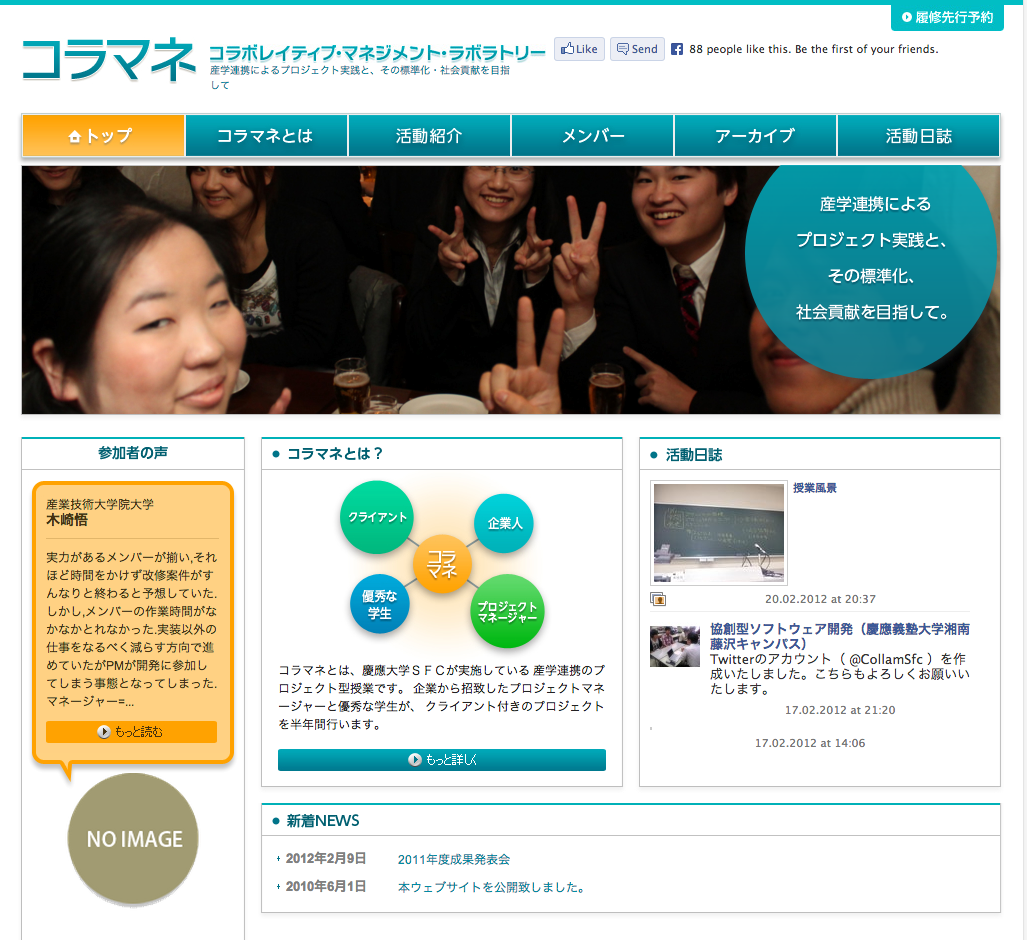 履修先行予約
コラマネ
コラボレイティブ・マネジメント・ラボラトリー
産学連携によるプロジェクト実践と、その標準化・社会貢献を目指
して
Like
Send
88 people like this. Be the first of your friends.
トップ
コラマネとは
活動紹介
メンバー
アーカイブ
活動日誌
産学連携による
プロジェクト実践と、
その標準化、
社会貢献を目指して。
参加者の声
産業技術大学院大学
木崎悟
実力があるメンバーが揃い,それ
ほど時間をかけず改修案件がす
んなりと終わると予想していた.
しかし,メンバーの作業時間がな
かなかとれなかった.実装以外の
仕事をなるべく減らす方向で進
めていたがPMが開発に参加し
てしまう事態となってしまった.
マネージャー=...
もっと読む
NO IMAGE
コラマネとは？
クライアント
企業人
コラ
マネ
優秀な
学生
プロジェクト
マネージャー
コラマネとは、慶應大学ＳＦＣが実施している 産学連携のプ
ロジェクト型授業です。 企業から招致したプロジェクトマネ
ージャーと優秀な学生が、 クライアント付きのプロジェクト
を半年間行います。
もっと詳しく
活動日誌
授業風景
20.02.2012 at 20:37
協創型ソフトウェア開発（慶應義塾大学湘南
藤沢キャンパス）
Twitterのアカウント（ @CollamSfc ）を作
成いたしました。こちらもよろしくお願いい
たします。
17.02.2012 at 21:20
17.02.2012 at 14:06
新着NEWS
2012年2月9日
2011年度成果発表会
2010年6月1日
本ウェブサイトを公開致しました。